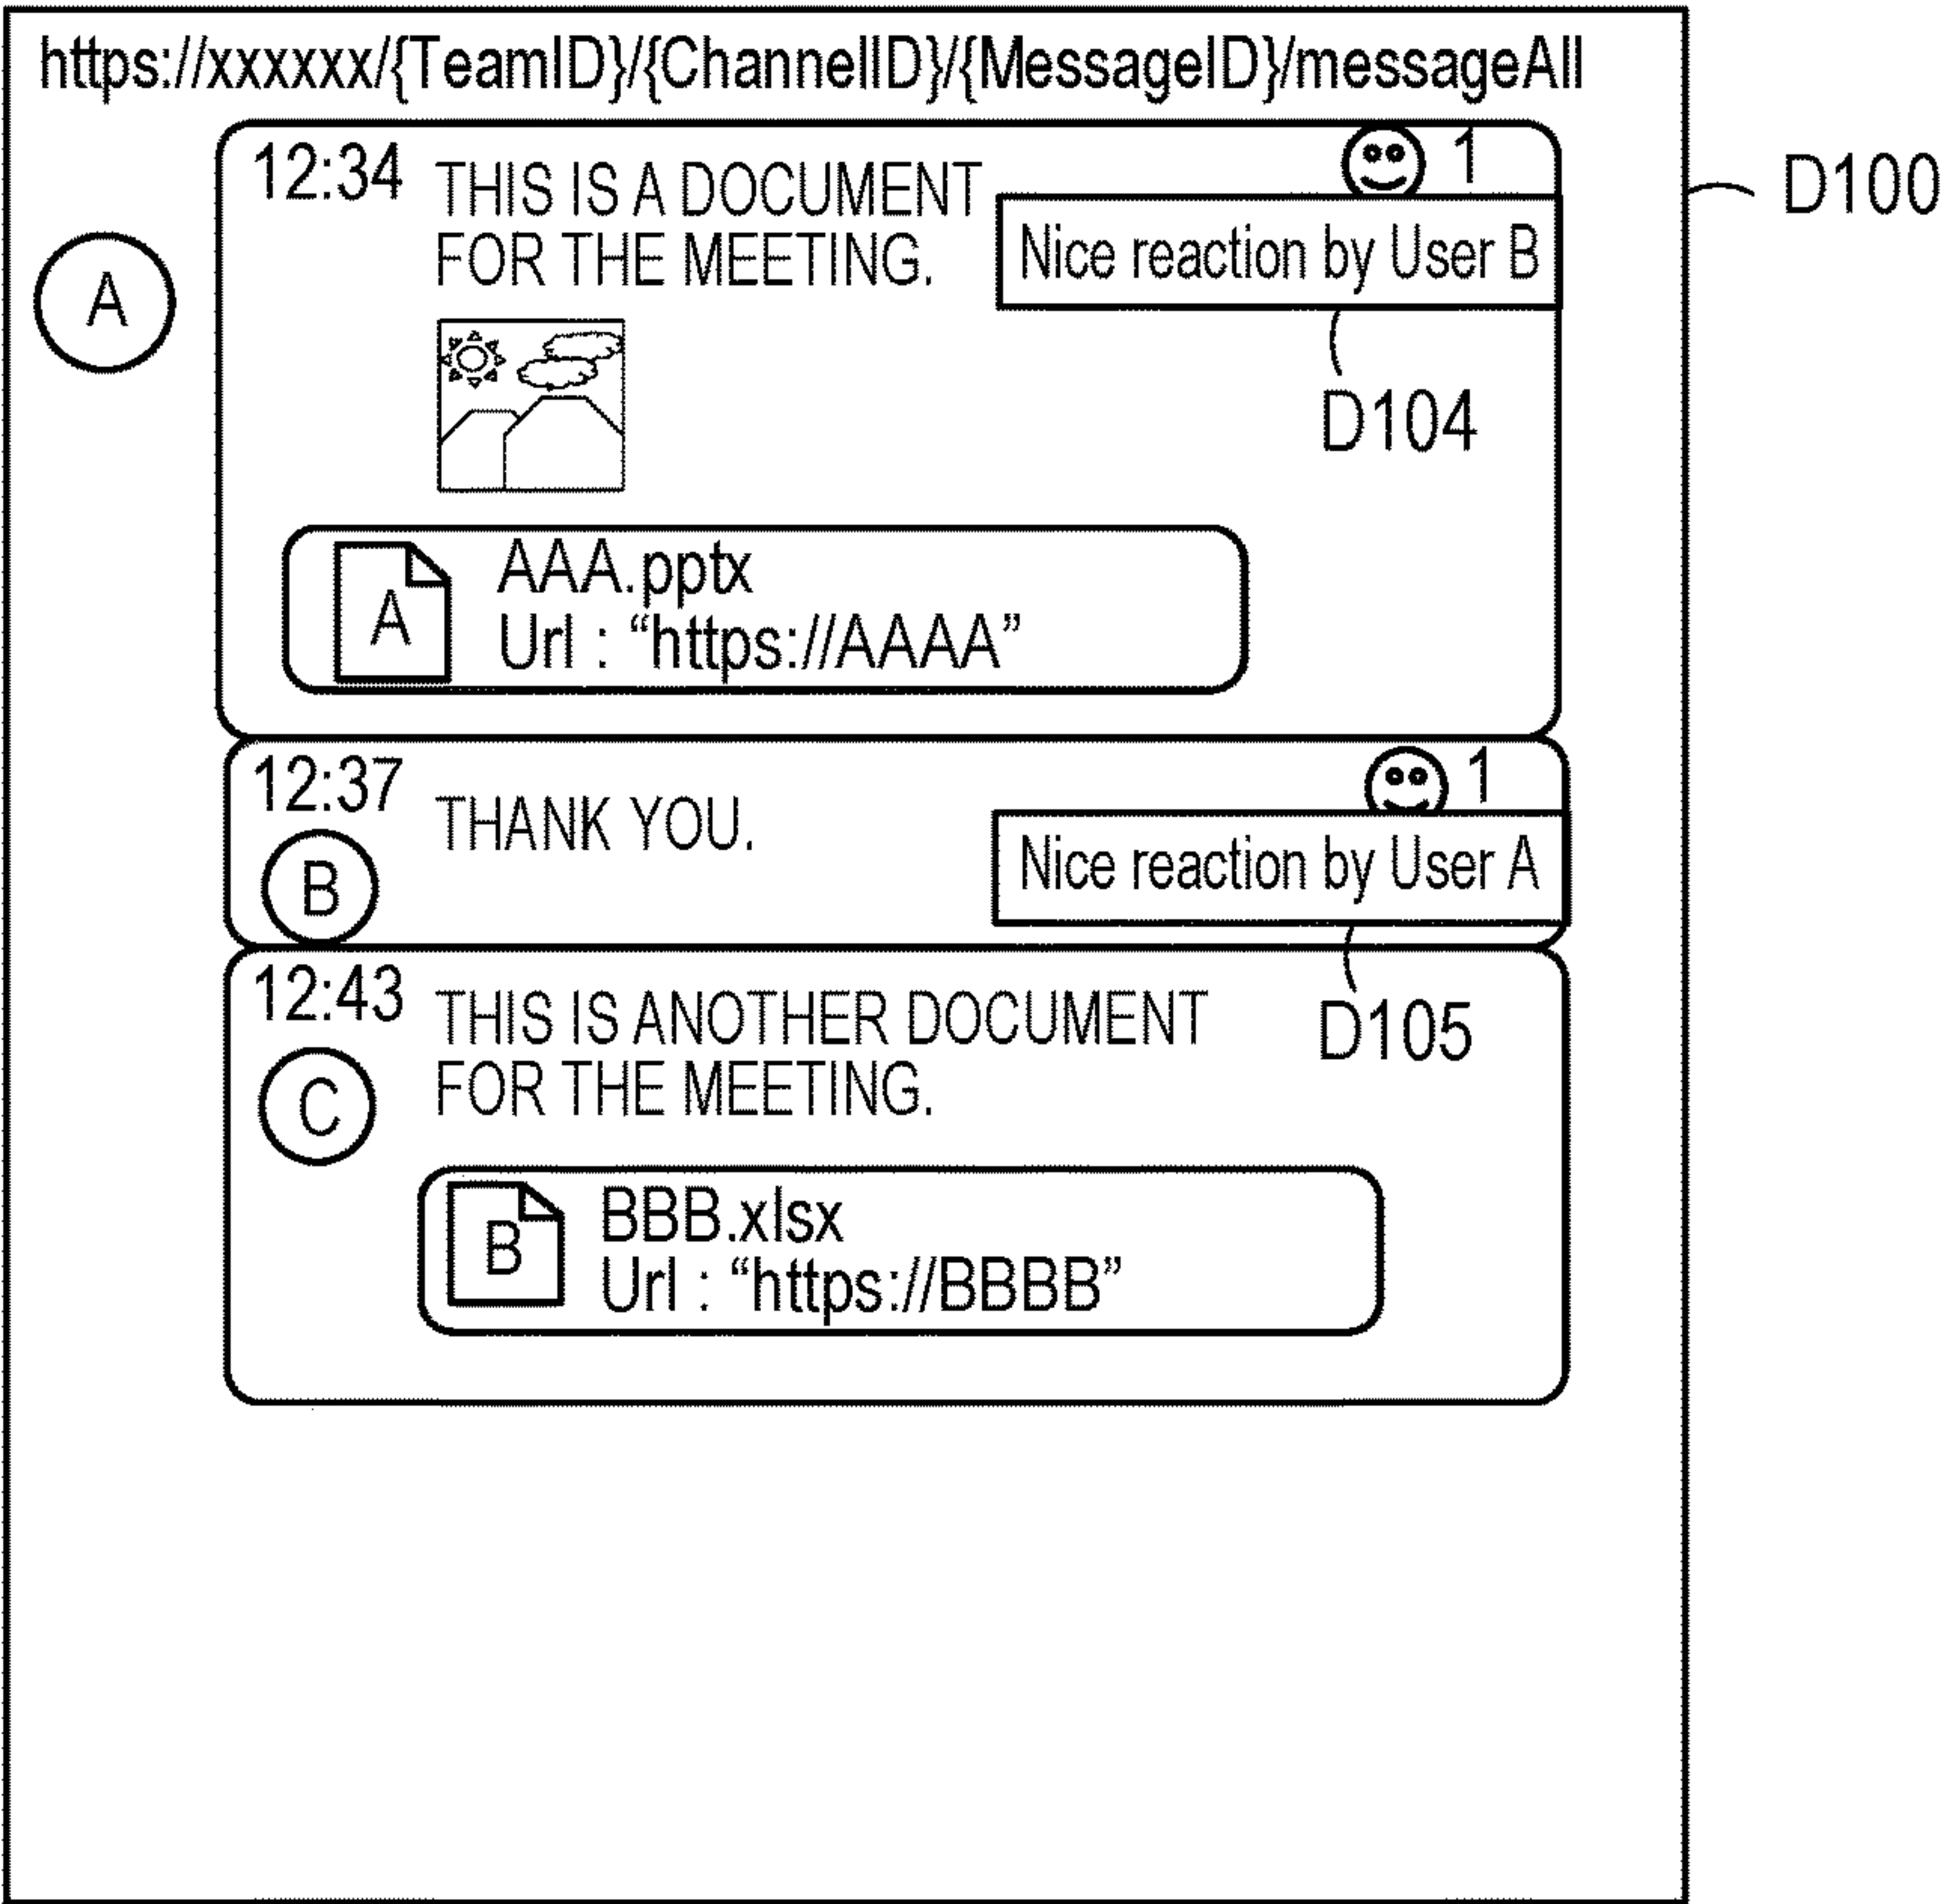 https://xxxxxx/{TeamID}/{ChannelID}/{MessageID}/messageAll
D100
A
12:34
THIS IS A DOCUMENT
FOR THE MEETING.
1
Nice reaction by User B
D104
A
AAA.pptx
Url : “https://AAAA”
12:37
B
THANK YOU.
1
Nice reaction by User A
D105
12:43
C
THIS IS ANOTHER DOCUMENT
FOR THE MEETING.
B
BBB.xlsx
Url : “https://BBBB”